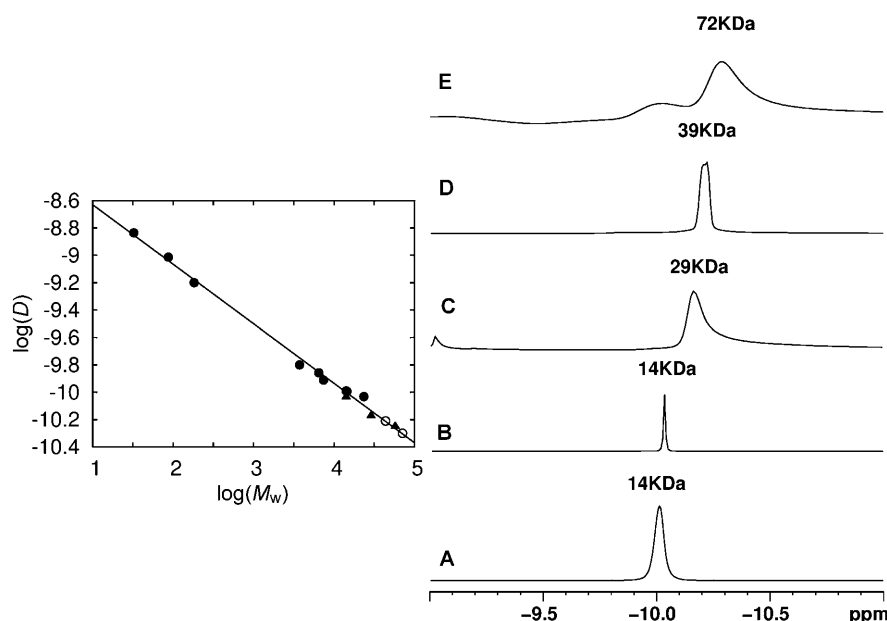 -8.6
-8.8
-9
-9.2
-9.4
-9.6
-9.8
-10
-10.2
-10.4
log(D)
1 2 3 4 5
log(Mw)
72KDa
E
39KDa
D
29KDa
C
14KDa
B
14KDa
A
−9.5 −10.0 −10.5 ppm